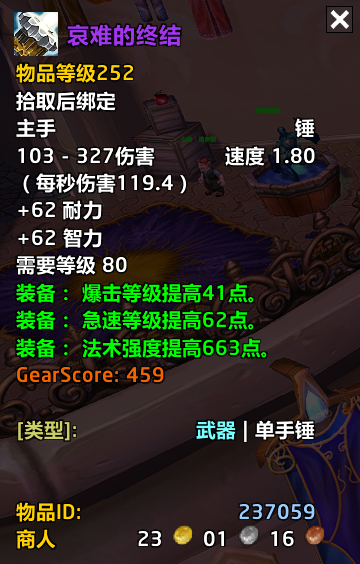 哀难的终结
物品等级252
拾取后绑定
主手 锤
103 - 327伤害 速度 1.80
（每秒伤害119.4）
+62 耐力
+62 智力
需要等级 80
装备： 爆击等级提高41点。
装备： 急速等级提高62点。
装备： 法术强度提高663点。
GearScore: 459
[类型]: 武器 | 单手锤
物品ID: 237059
商人 23 01 16